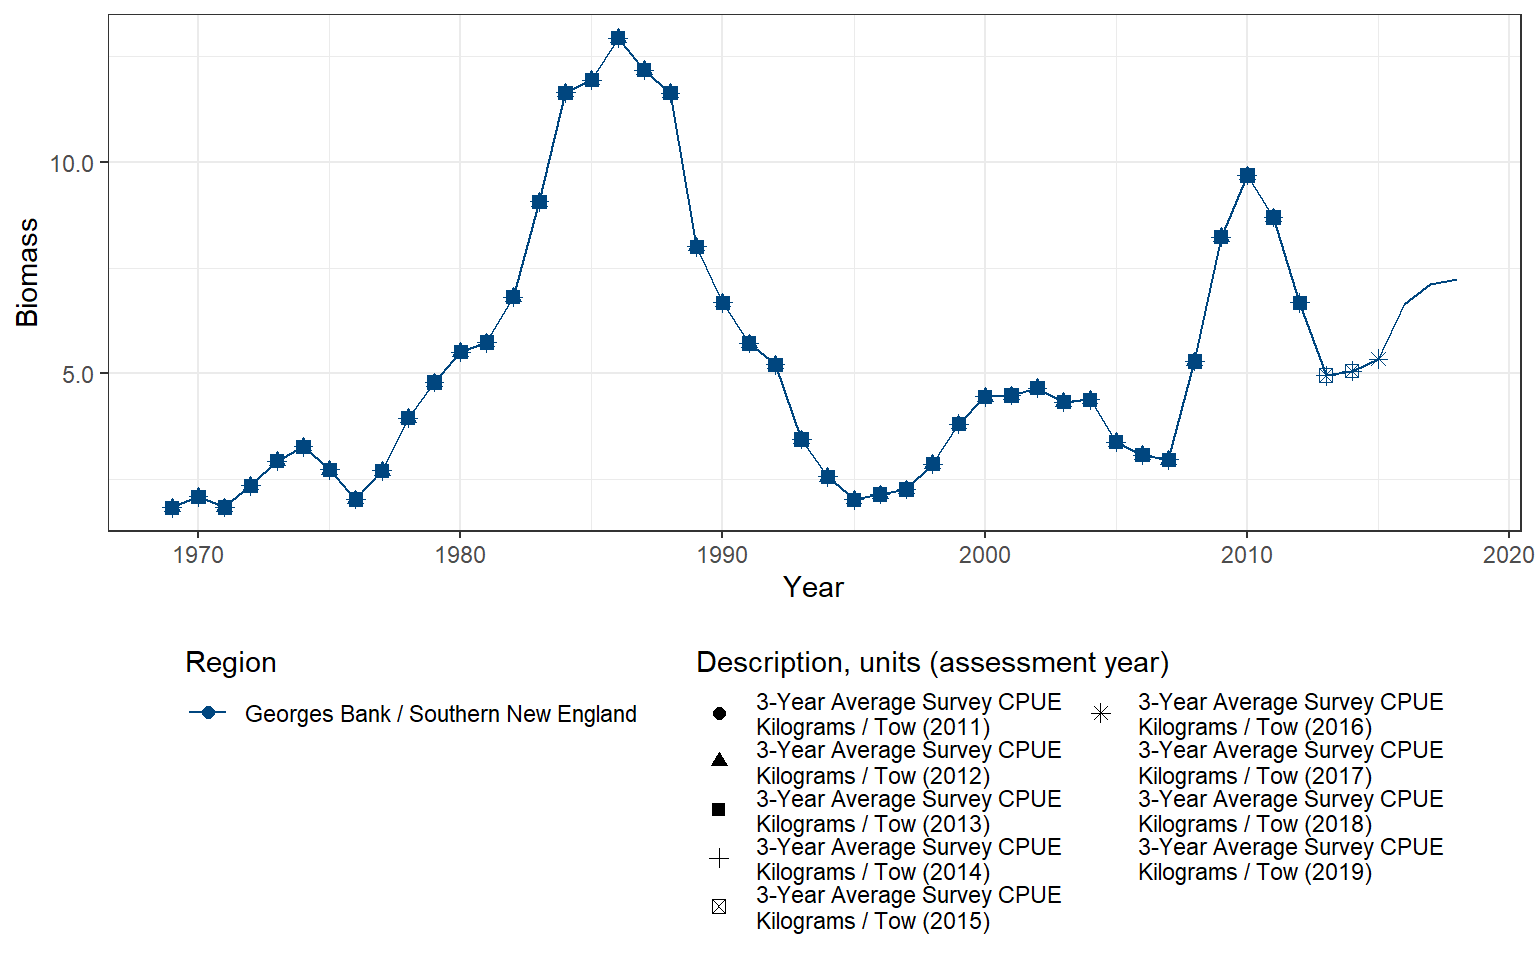 10.0
5.0
Biomass
1970 1980 1990 2000 2010 2020
Year
Region
Georges Bank / Southern New England
Description, units (assessment year)
3-Year Average Survey CPUE
Kilograms / Tow (2011)
3-Year Average Survey CPUE
Kilograms / Tow (2012)
3-Year Average Survey CPUE
Kilograms / Tow (2013)
3-Year Average Survey CPUE
Kilograms / Tow (2014)
3-Year Average Survey CPUE
Kilograms / Tow (2015)
3-Year Average Survey CPUE
Kilograms / Tow (2016)
3-Year Average Survey CPUE
Kilograms / Tow (2017)
3-Year Average Survey CPUE
Kilograms / Tow (2018)
3-Year Average Survey CPUE
Kilograms / Tow (2019)